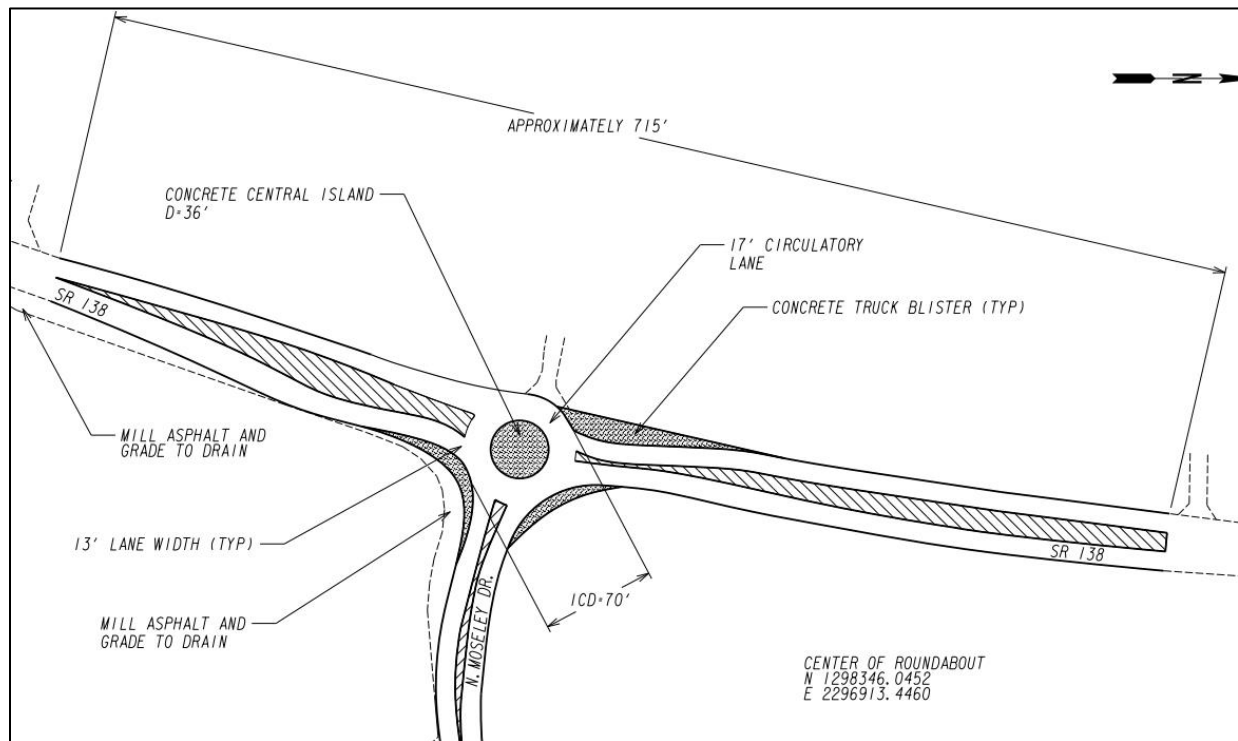 N
APPROXIMATELY 715'
CONCRETE CENTRAL ISLAND
D=36'
17' CIRCULATORY
LANE
CONCRETE TRUCK BLISTER (TYP)
SR 138
MILL ASPHALT AND
GRADE TO DRAIN
13' LANE WIDTH (TYP)
SR 138
ICD=70'
N. MOSELEY DR.
MILL ASPHALT AND
GRADE TO DRAIN
CENTER OF ROUNDABOUT
N 1298346.0452
E 2296913.4460